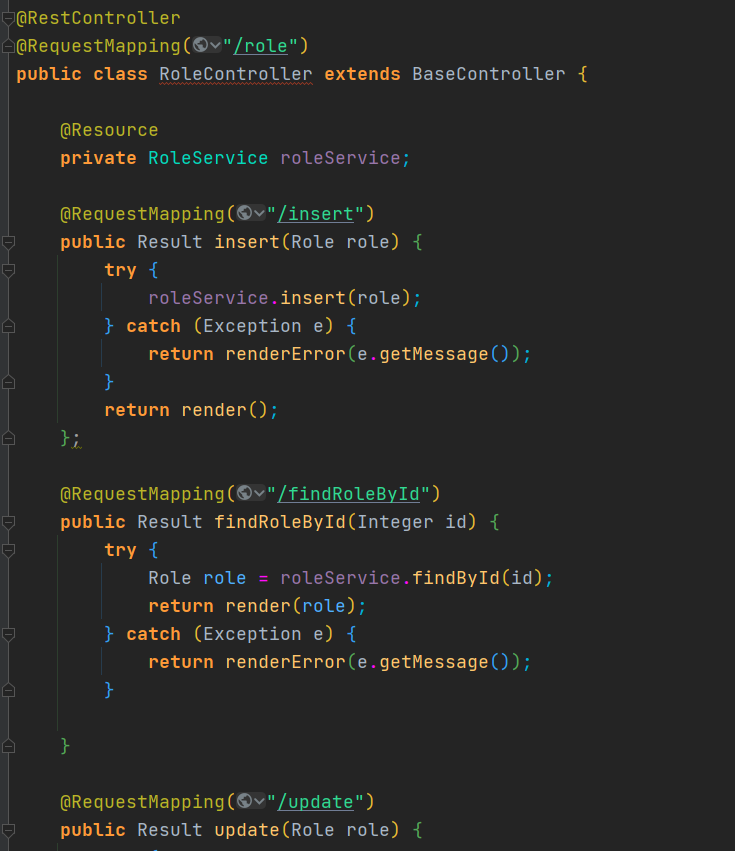 @RestController
@RequestMapping("/role")
public class RoleController extends BaseController {
@Resource
private RoleService roleService;
@RequestMapping("/insert")
public Result insert(Role role) {
try {
roleService.insert(role);
} catch (Exception e) {
return renderError(e.getMessage());
}
return render();
};
@RequestMapping("/findRoleById")
public Result findRoleById(Integer id) {
try {
Role role = roleService.findById(id);
return render(role);
} catch (Exception e) {
return renderError(e.getMessage());
}
}
@RequestMapping("/update")
public Result update(Role role) {